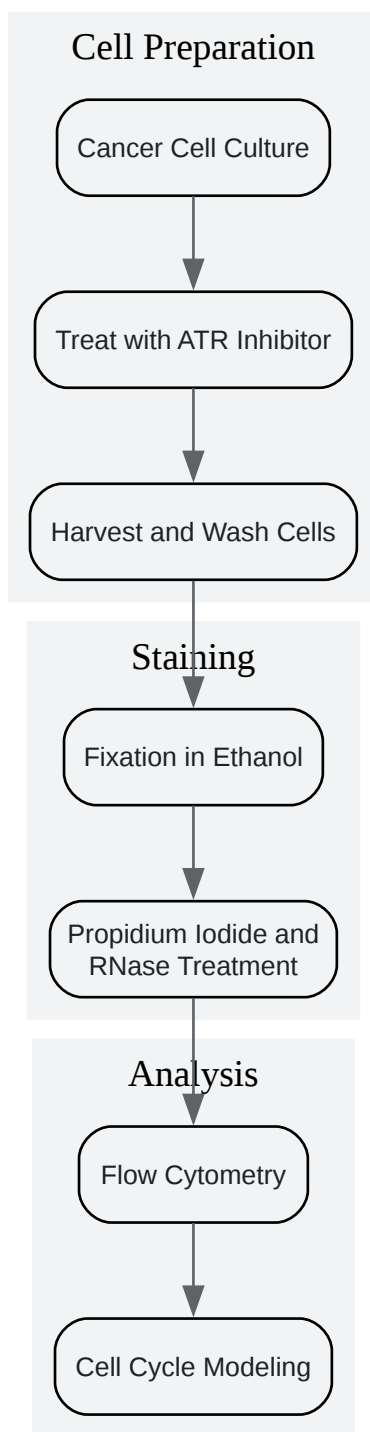 Cell Preparation
Cancer Cell Culture
Treat with ATR Inhibitor
Harvest and Wash Cells
Staining
Fixation in Ethanol
Propidium Iodide and
RNase Treatment
Analysis
Flow Cytometry
Cell Cycle Modeling